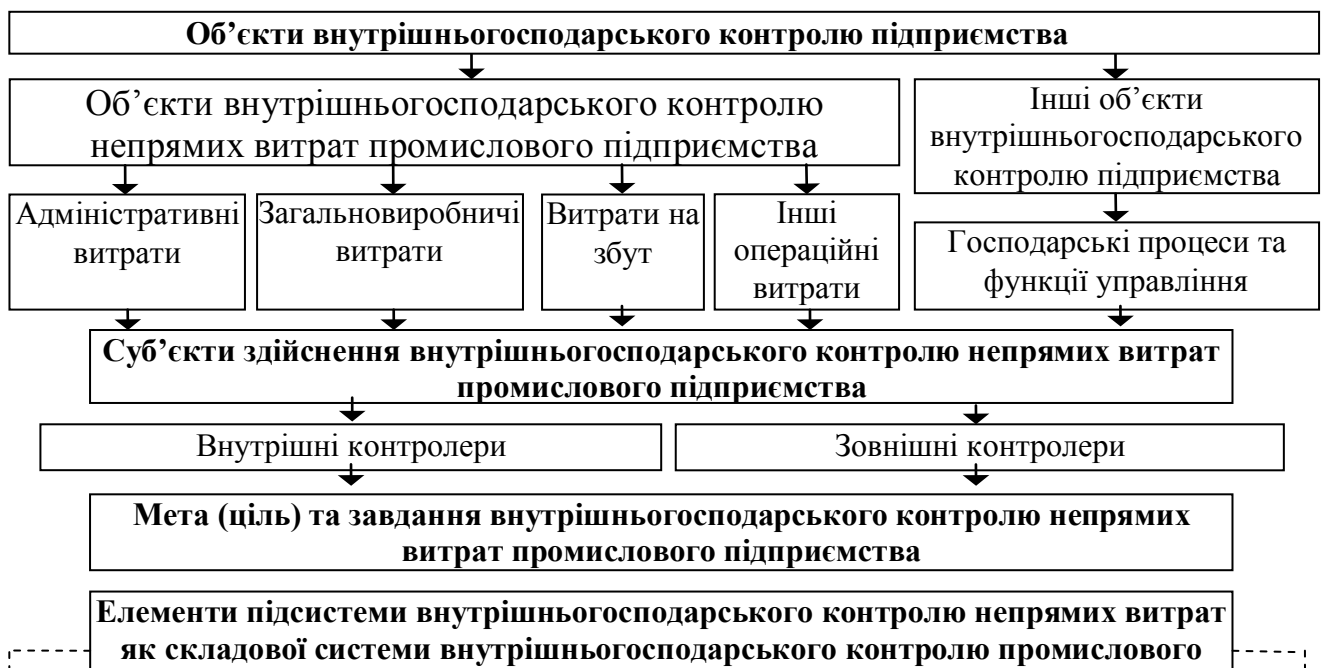 Об’єкти внутрішньогосподарського контролю підприємства
Об’єкти внутрішньогосподарського контролю
непрямих витрат промислового підприємства
Інші об’єкти
внутрішньогосподарського
контролю підприємства
Адміністративні
витрати
Загальновиробничі
витрати
Витрати на
збут
Інші
операційні
витрати
Господарські процеси та
функції управління
Суб’єкти здійснення внутрішньогосподарського контролю непрямих витрат
промислового підприємства
Внутрішні контролери
Зовнішні контролери
Мета (ціль) та завдання внутрішньогосподарського контролю непрямих
витрат промислового підприємства
Елементи підсистеми внутрішньогосподарського контролю непрямих витрат
як складової системи внутрішньогосподарського контролю промислового